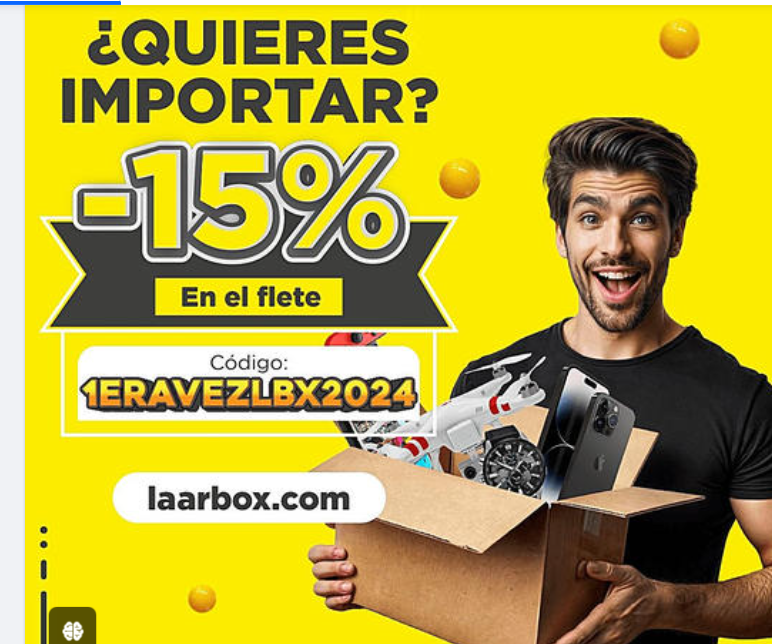 ¿QUIERES
IMPORTAR?
-15%
En el flete
Código:
1ERAVEZLBX2024
laarbox.com